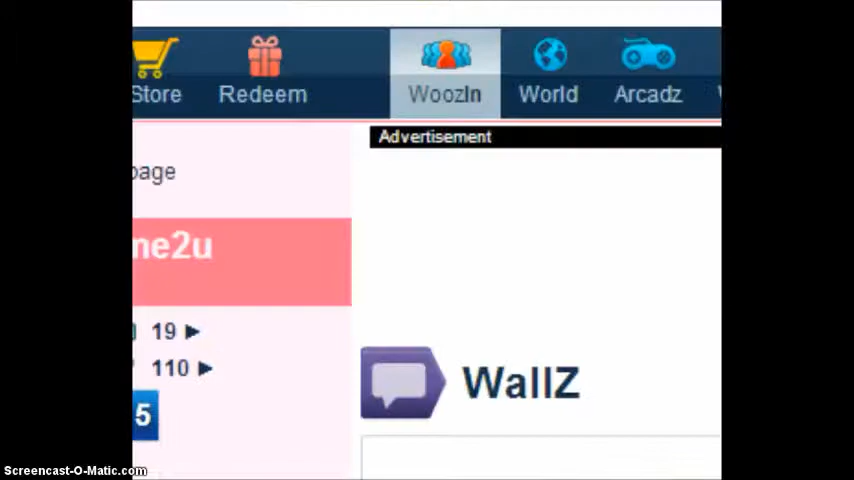 Store Redeem WoozIn World Arcadz
Advertisement
page
me2u
19
110
5
WallZ
Screencast-O-Matic.com